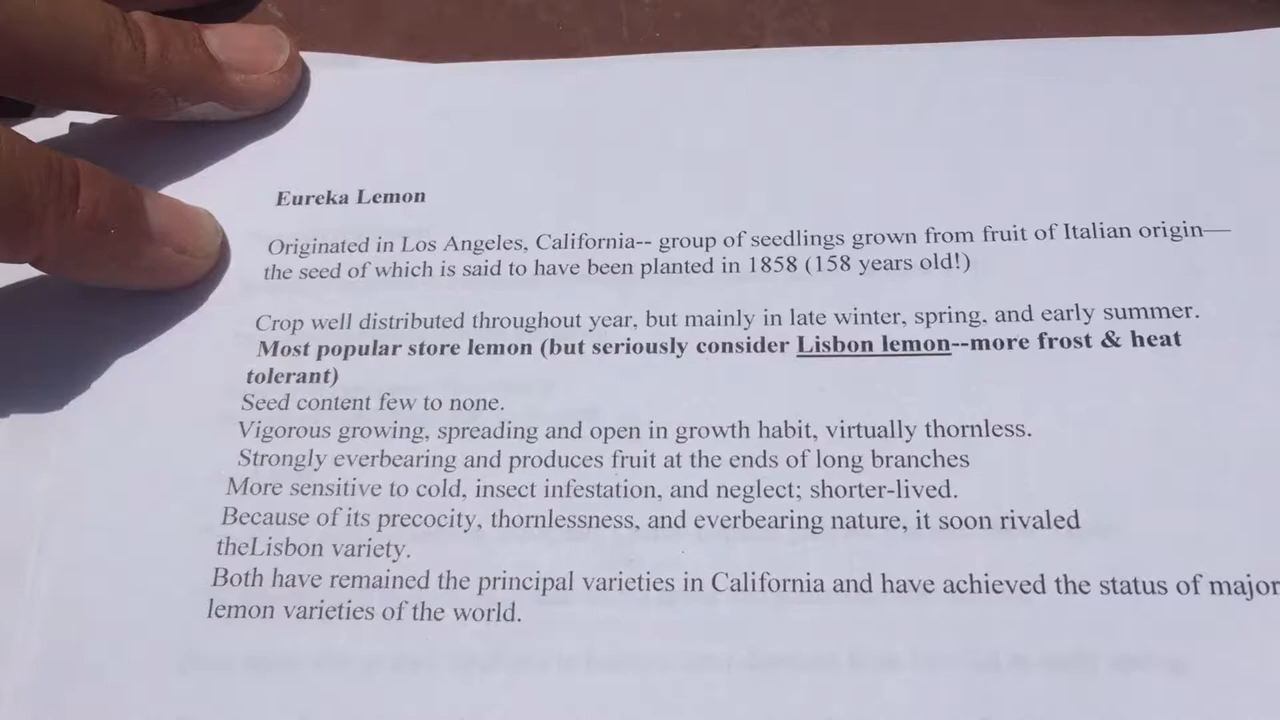 Eureka Lemon
Originated in Los Angeles, California-- group of seedlings grown from fruit of Italian origin—
the seed of which is said to have been planted in 1858 (158 years old!)
Crop well distributed throughout year, but mainly in late winter, spring, and early summer.
Most popular store lemon (but seriously consider Lisbon lemon--more frost & heat
tolerant)
Seed content few to none.
Vigorous growing, spreading and open in growth habit, virtually thornless.
Strongly everbearing and produces fruit at the ends of long branches
More sensitive to cold, insect infestation, and neglect; shorter-lived.
Because of its precocity, thornlessness, and everbearing nature, it soon rivaled
theLisbon variety.
Both have remained the principal varieties in California and have achieved the status of major
lemon varieties of the world.